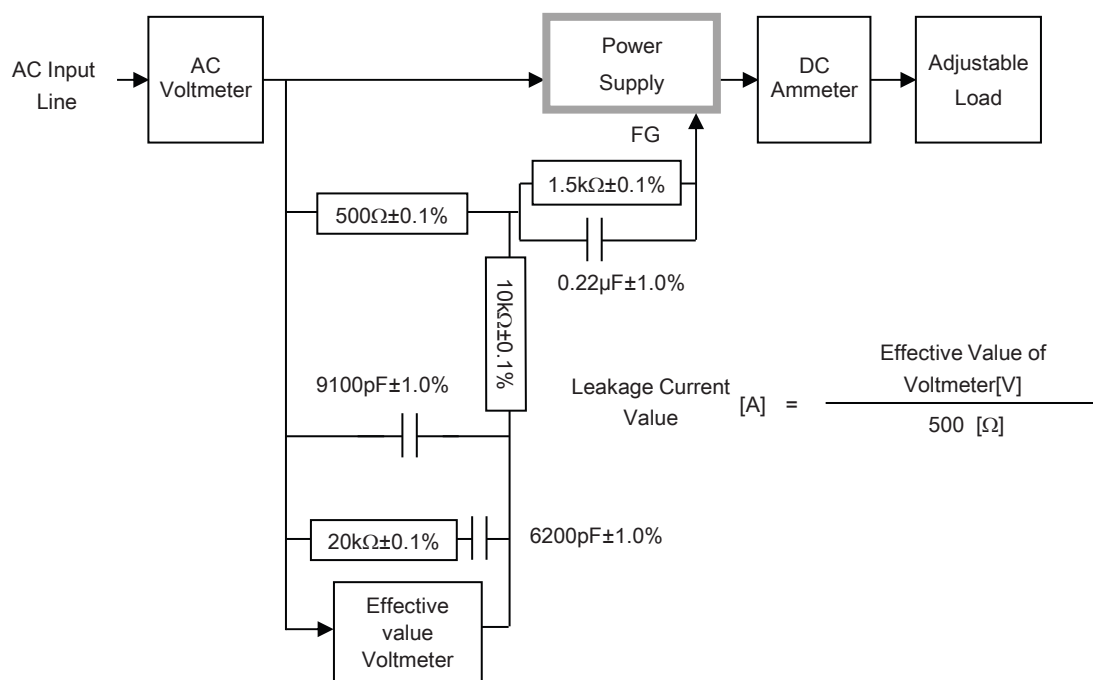 AC Input
Line
AC
Voltmeter
Power
Supply
DC
Ammeter
Adjustable
Load
FG
1.5kΩ±0.1%
500Ω±0.1%
0.22µF±1.0%
10kΩ±0.1%
9100pF±1.0%
Leakage Current
Value
[A] =
Effective Value of
Voltmeter[V]
500 [Ω]
20kΩ±0.1%
6200pF±1.0%
Effective
value
Voltmeter